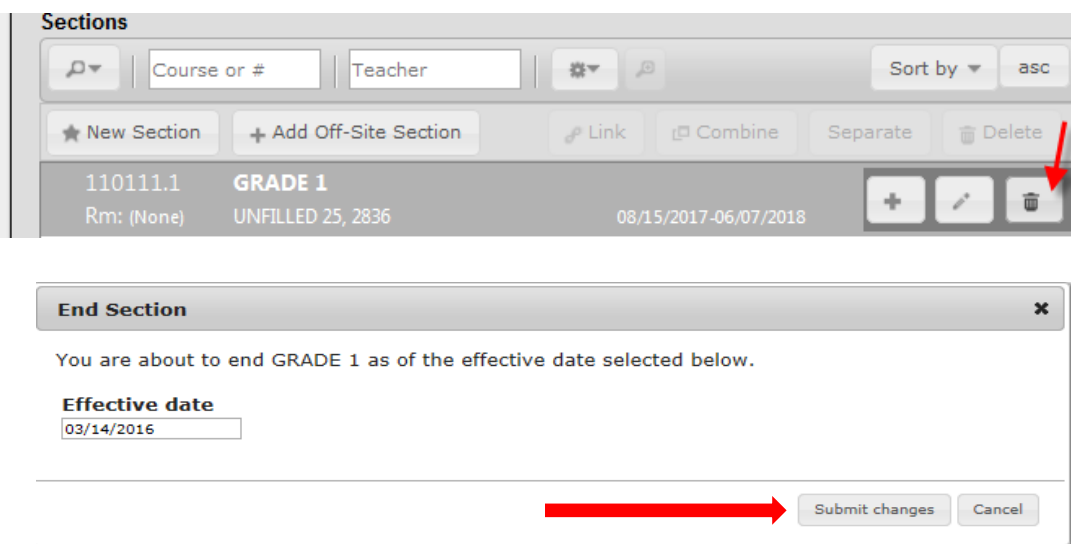 Sections
Course or # Teacher Sort by asc
New Section + Add Off-Site Section Link Combine Separate Delete
110111.1 GRADE 1
Rm: (None) UNFILLED 25, 2836 08/15/2017-06/07/2018
End Section
You are about to end GRADE 1 as of the effective date selected below.
Effective date
03/14/2016
Submit changes Cancel